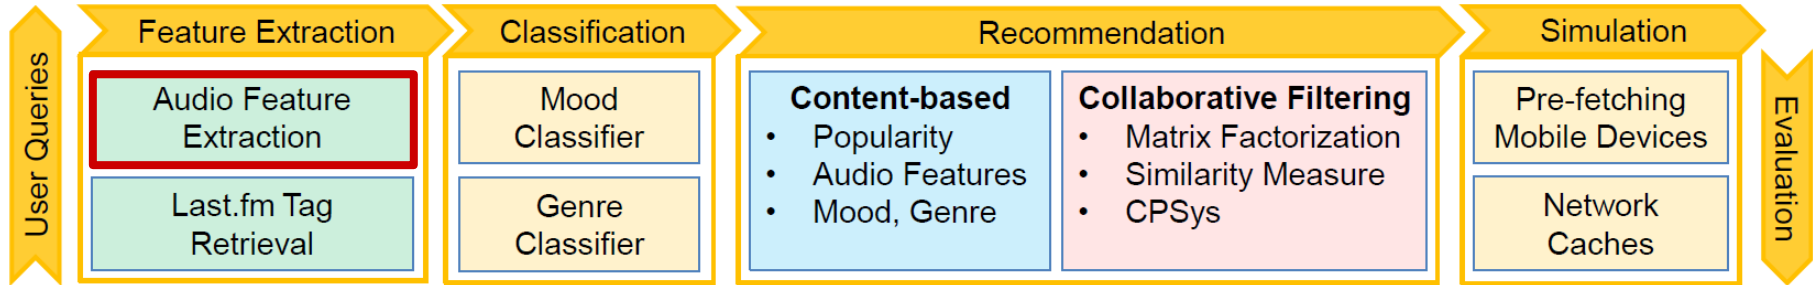 User Queries
Feature Extraction
Audio Feature
Extraction
Last.fm Tag
Retrieval
Classification
Mood
Classifier
Genre
Classifier
Recommendation
Content-based
• Popularity
• Audio Features
• Mood, Genre
Collaborative Filtering
• Matrix Factorization
• Similarity Measure
• CPSys
Simulation
Pre-fetching
Mobile Devices
Network
Caches
Evaluation